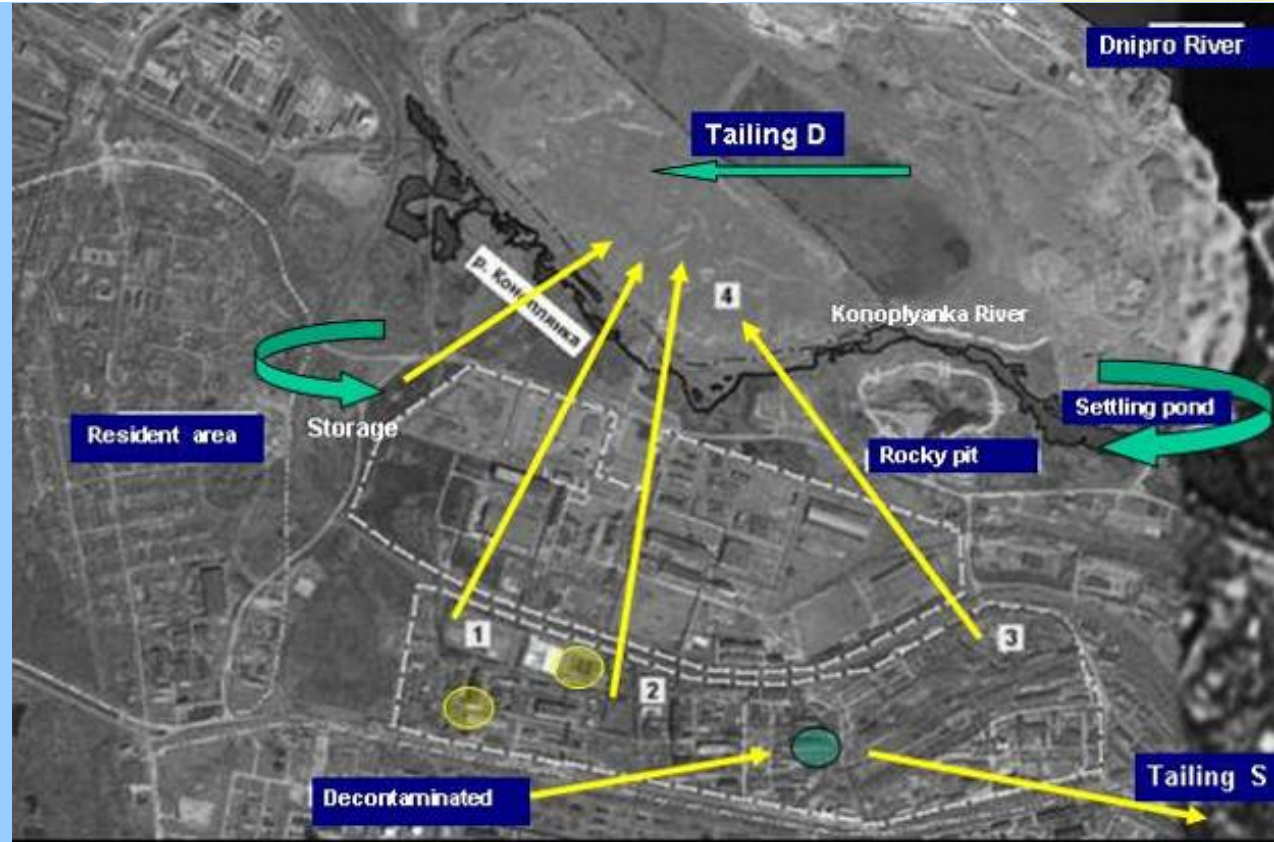 Dnipro River
Tailing D
р. Коноплянка
4
Konoplyanka River
Settling pond
Resident area
Storage
Rocky pit
1
3
2
Decontaminated
Tailing S